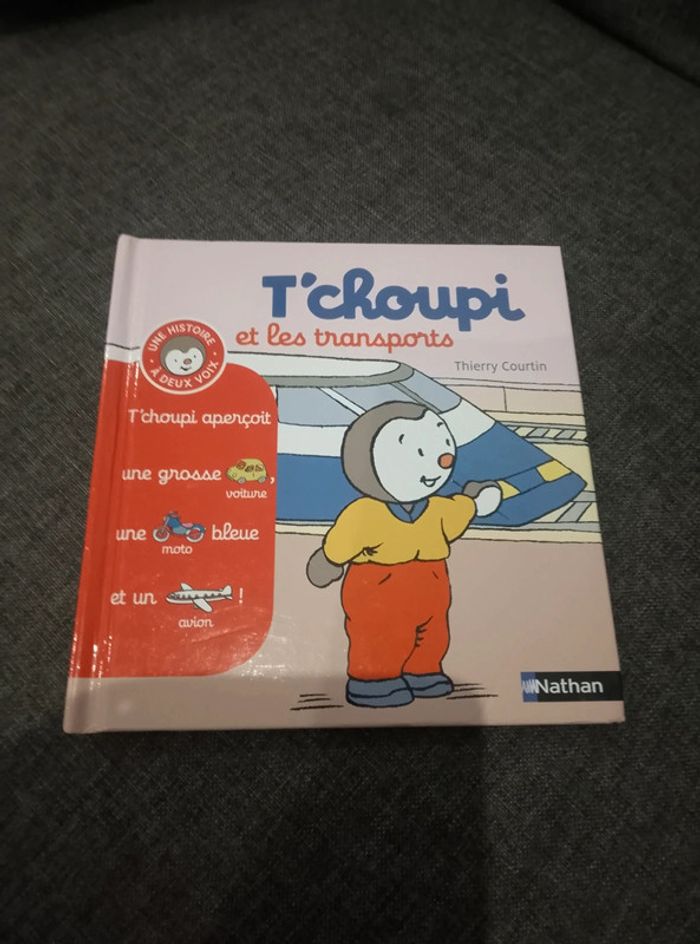 T'choupi
et les transports
Thierry Courtin
UNE HISTOIRE
À DEUX VOIX
T'choupi aperçoit
une grosse ,
voiture
une bleue
moto
et un !
avion
Nathan